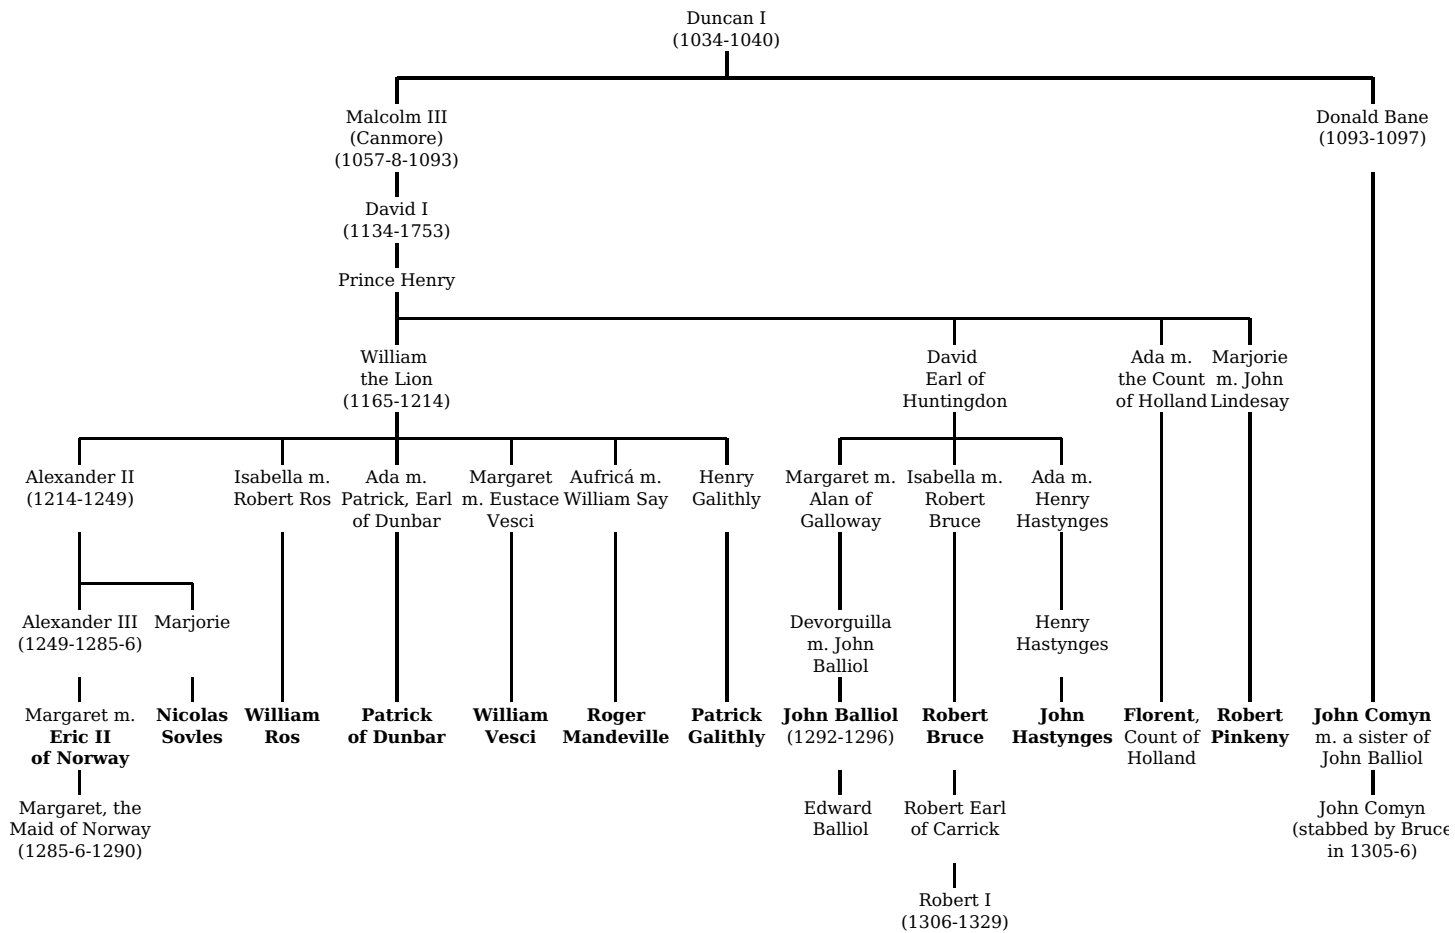 Duncan I
(1034-1040)
Malcolm III
(Canmore)
(1057-8-1093)
Donald Bane
(1093-1097)
David I
(1134-1753)
Prince Henry
William
the Lion
(1165-1214)
David
Earl of
Huntingdon
Ada m.
the Count
of Holland
Marjorie
m. John
Lindesay
Alexander II
(1214-1249)
Isabella m.
Robert Ros
Ada m.
Patrick, Earl
of Dunbar
Margaret
m. Eustace
Vesci
Aufricá m.
William Say
Henry
Galithly
Margaret m.
Alan of
Galloway
Isabella m.
Robert
Bruce
Ada m.
Henry
Hastynges
Alexander III
(1249-1285-6)
Marjorie
Devorguilla
m. John
Balliol
Henry
Hastynges
Margaret m.
Eric II
of Norway
Nicolas
Sovles
William
Ros
Patrick
of Dunbar
William
Vesci
Roger
Mandeville
Patrick
Galithly
John Balliol
(1292-1296)
Robert
Bruce
John
Hastynges
Florent,
Count of
Holland
Robert
Pinkeny
John Comyn
m. a sister of
John Balliol
Margaret, the
Maid of Norway
(1285-6-1290)
Edward
Balliol
Robert Earl
of Carrick
John Comyn
(stabbed by Bruce
in 1305-6)
Robert I
(1306-1329)